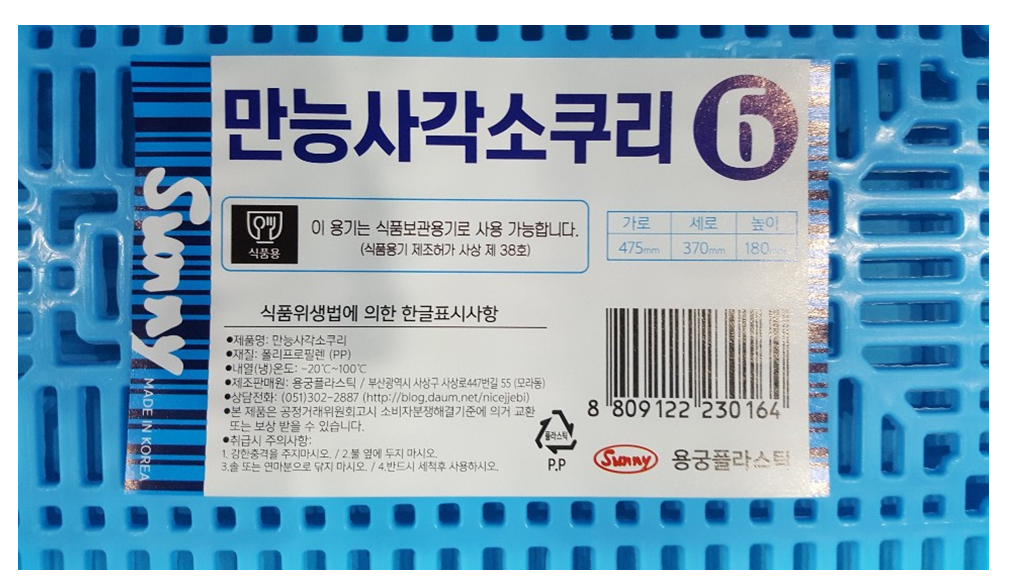 만능사각소쿠리 6
Sunny
MADE IN KOREA
식품용
이 용기는 식품보관용기로 사용 가능합니다.
(식품용기 제조허가 사상 제 38호)
가로 세로 높이
475mm 370mm 180mm
식품위생법에 의한 한글표시사항
●제품명: 만능사각소쿠리
●재질: 폴리프로필렌 (PP)
●내열(냉)온도: -20℃~100℃
●제조판매원: 용궁플라스틱 / 부산광역시 사상구 사상로447번길 55 (모라동)
●상담전화: (051)302-2887 (http://blog.daum.net/nicejjebi)
●본 제품은 공정거래위원회고시 소비자분쟁해결기준에 의거 교환
또는 보상 받을 수 있습니다.
●취급시 주의사항:
1. 강한충격을 주지마시오. / 2.불 옆에 두지 마시오.
3.솔 또는 연마분으로 닦지 마시오. / 4.반드시 세척후 사용하시오.
8 809122 230164
플라스틱
P.P
Sunny 용궁플라스틱